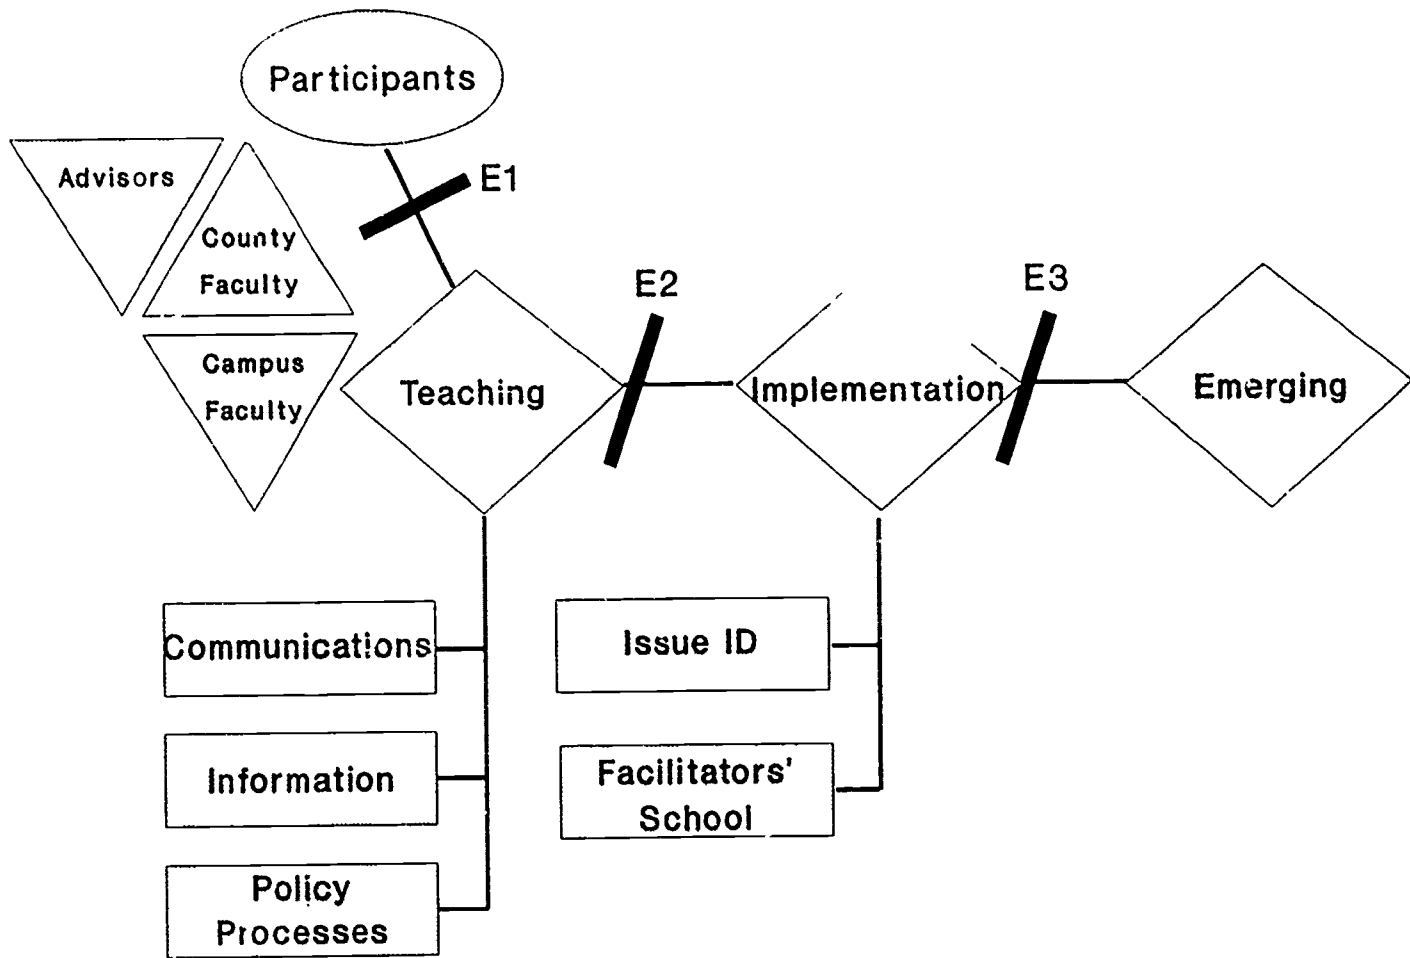 Participants
Advisors
E1
County
Faculty
E2
E3
Campus
Faculty
Teaching
Implementation
Emerging
Communications
Issue ID
Information
Facilitators'
School
Policy
Processes